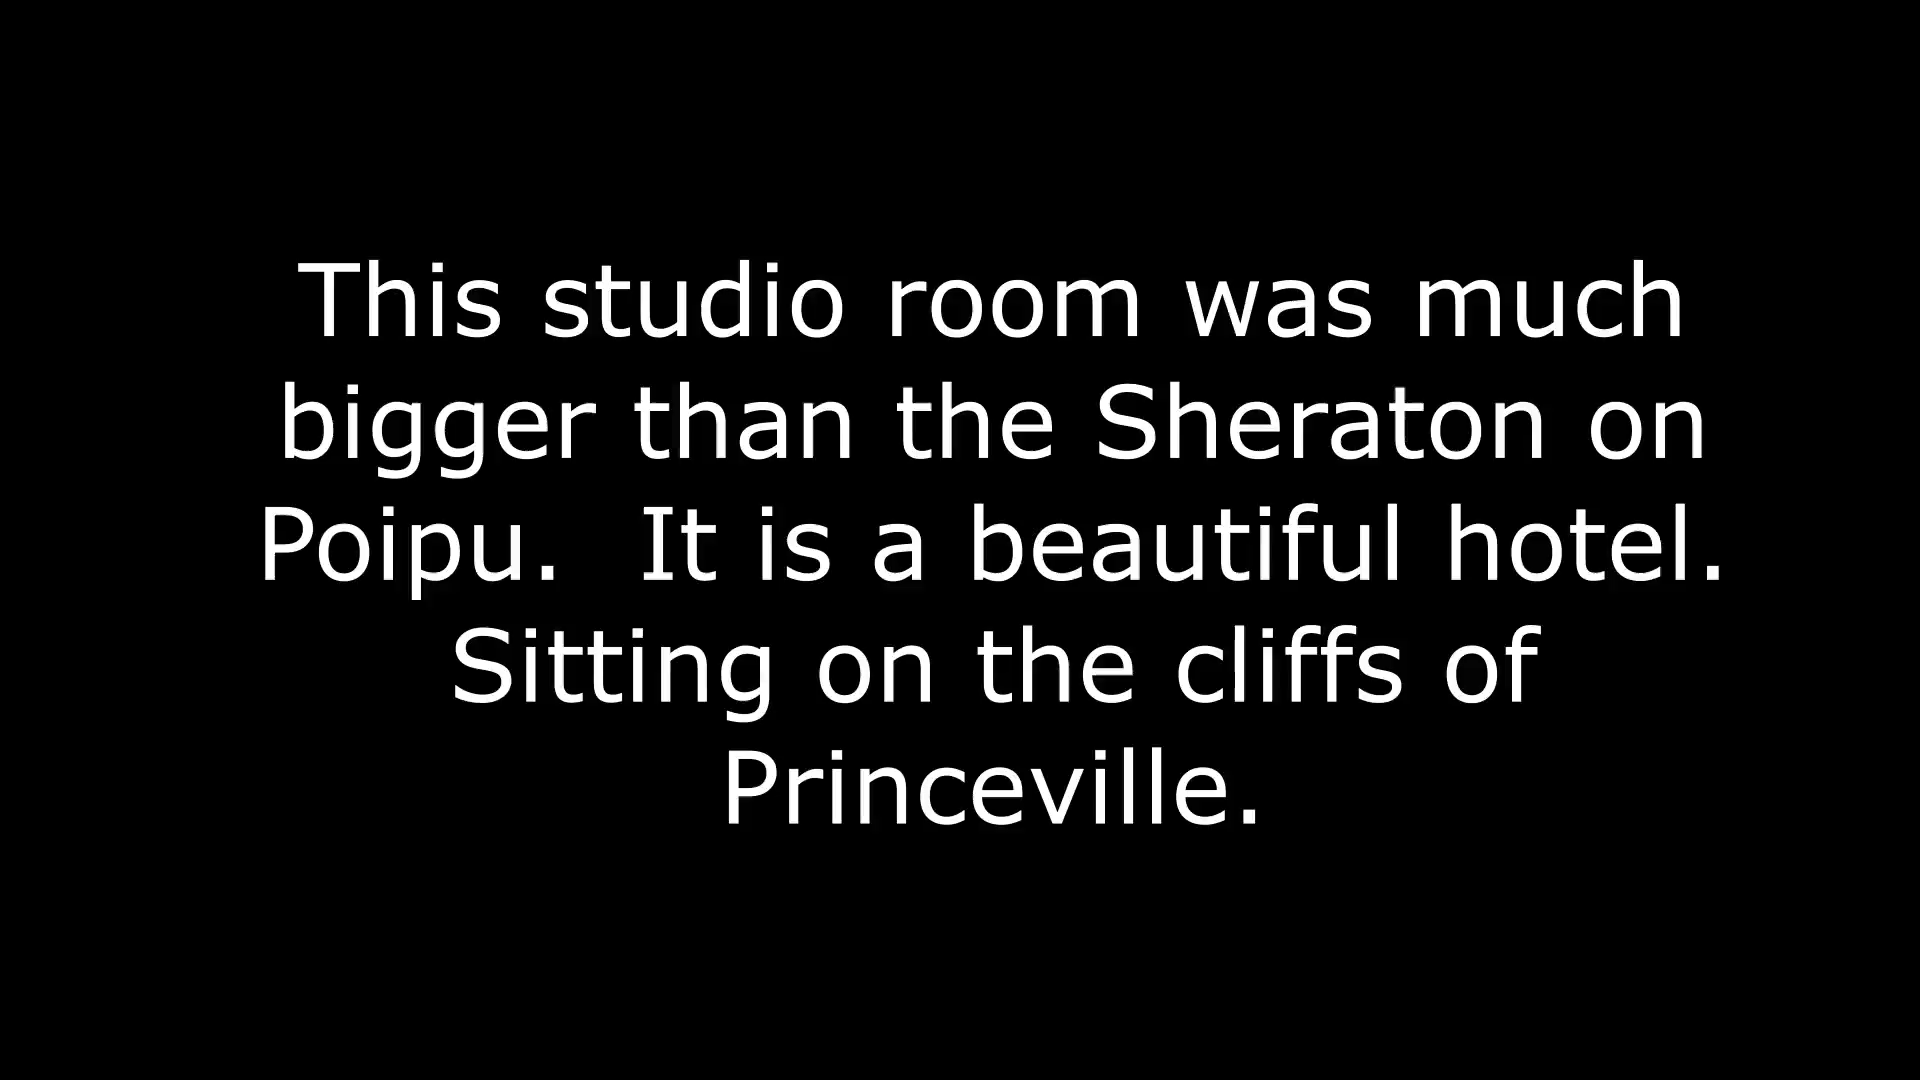 This studio room was much
bigger than the Sheraton on
Poipu.  It is a beautiful hotel.
Sitting on the cliffs of
Princeville.